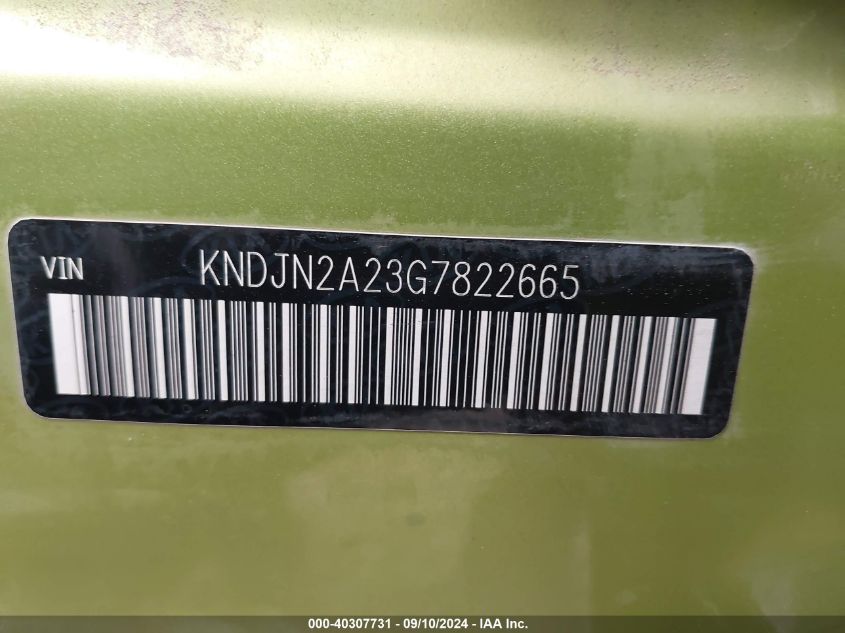 VIN KNDJN2A23G7822665
000-40307731 - 09/10/2024 - IAA Inc.